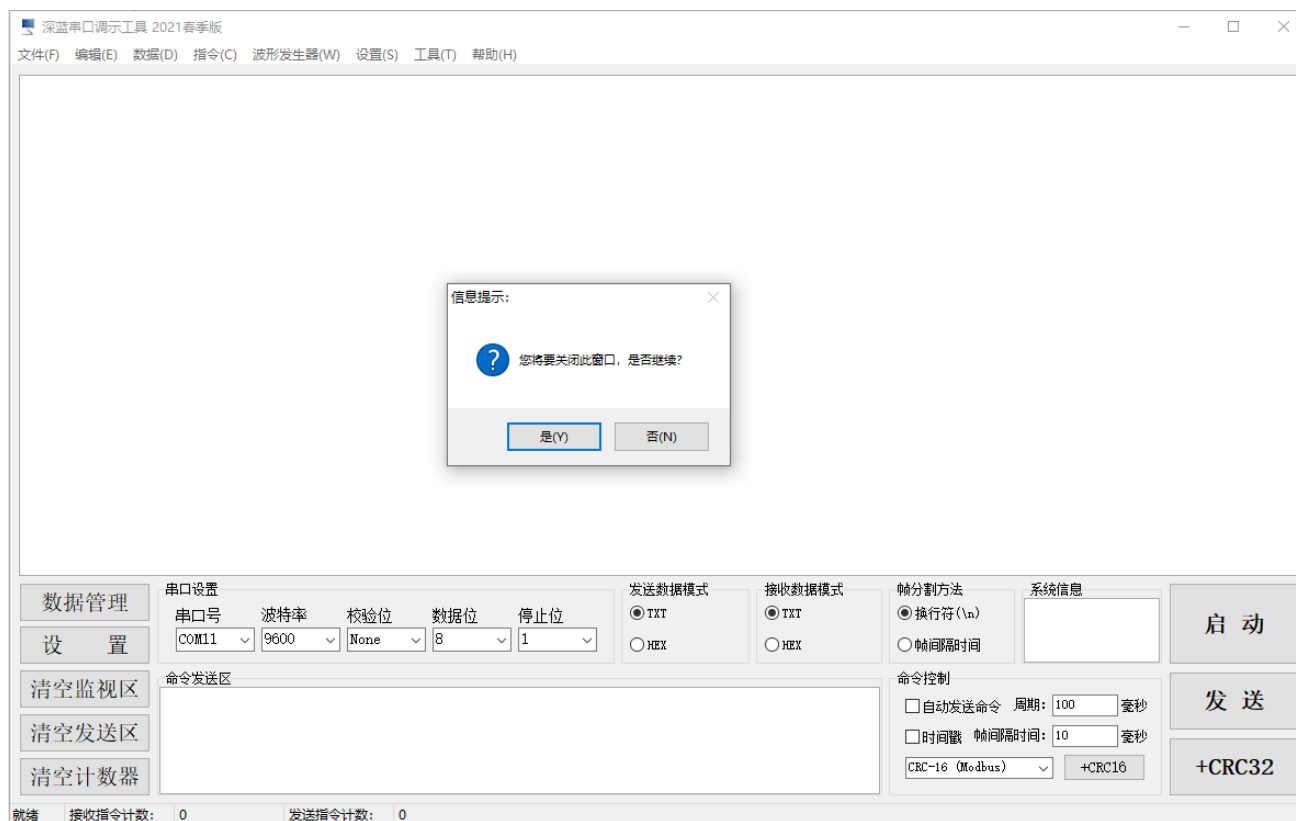 深蓝串口调示工具 2021春季版
文件(F) 编辑(E) 数据(D) 指令(C) 波形发生器(W) 设置(S) 工具(T) 帮助(H)
信息提示:
您将要关闭此窗口，是否继续?
是(Y) 否(N)
数据管理
设 置
清空监视区
清空发送区
清空计数器
串口设置
串口号 波特率 校验位 数据位 停止位
COM11 9600 None 8 1
发送数据模式
TXT
HEX
接收数据模式
TXT
HEX
帧分割方法
换行符(\n)
帧间隔时间
系统信息
启 动
命令发送区
命令控制
自动发送命令 周期: 100 毫秒
时间戳 帧间隔时间: 10 毫秒
CRC-16 (Modbus) +CRC16
发 送
+CRC32
就绪 接收指令计数: 0 发送指令计数: 0